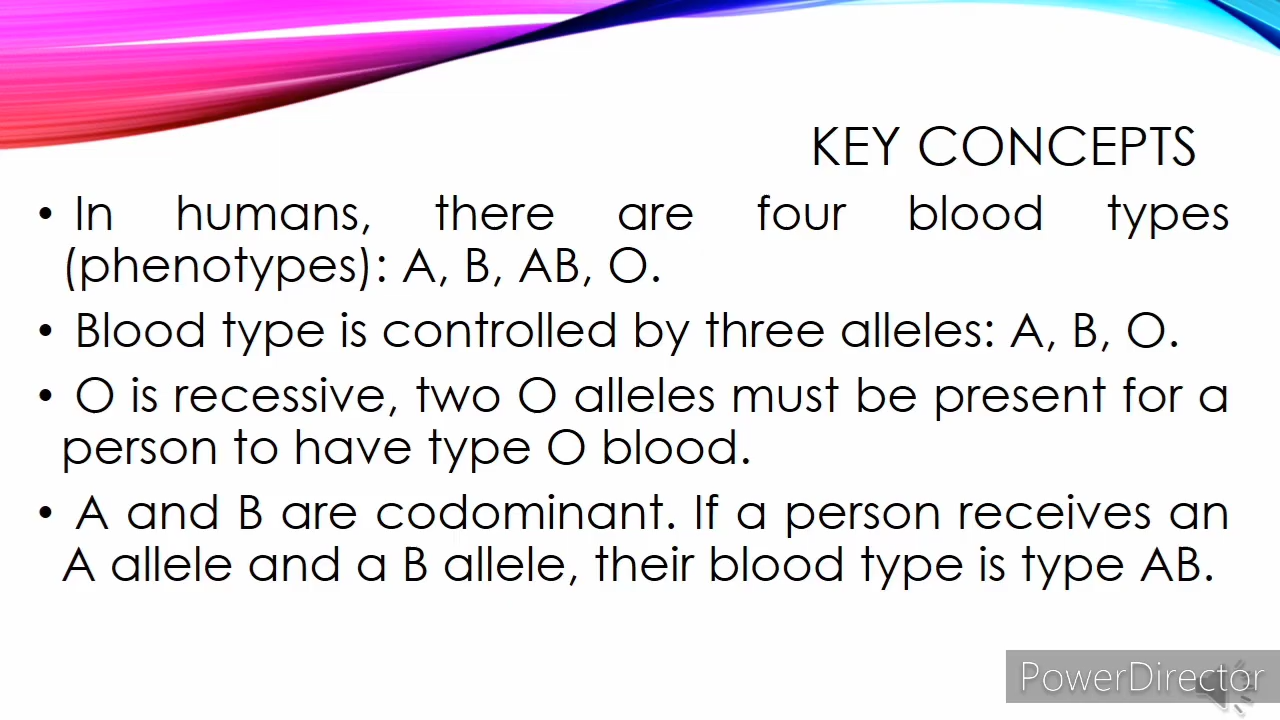 KEY CONCEPTS
• In humans, there are four blood types
(phenotypes): A, B, AB, O.
• Blood type is controlled by three alleles: A, B, O.
• O is recessive, two O alleles must be present for a
person to have type O blood.
• A and B are codominant. If a person receives an
A allele and a B allele, their blood type is type AB.
PowerDirector